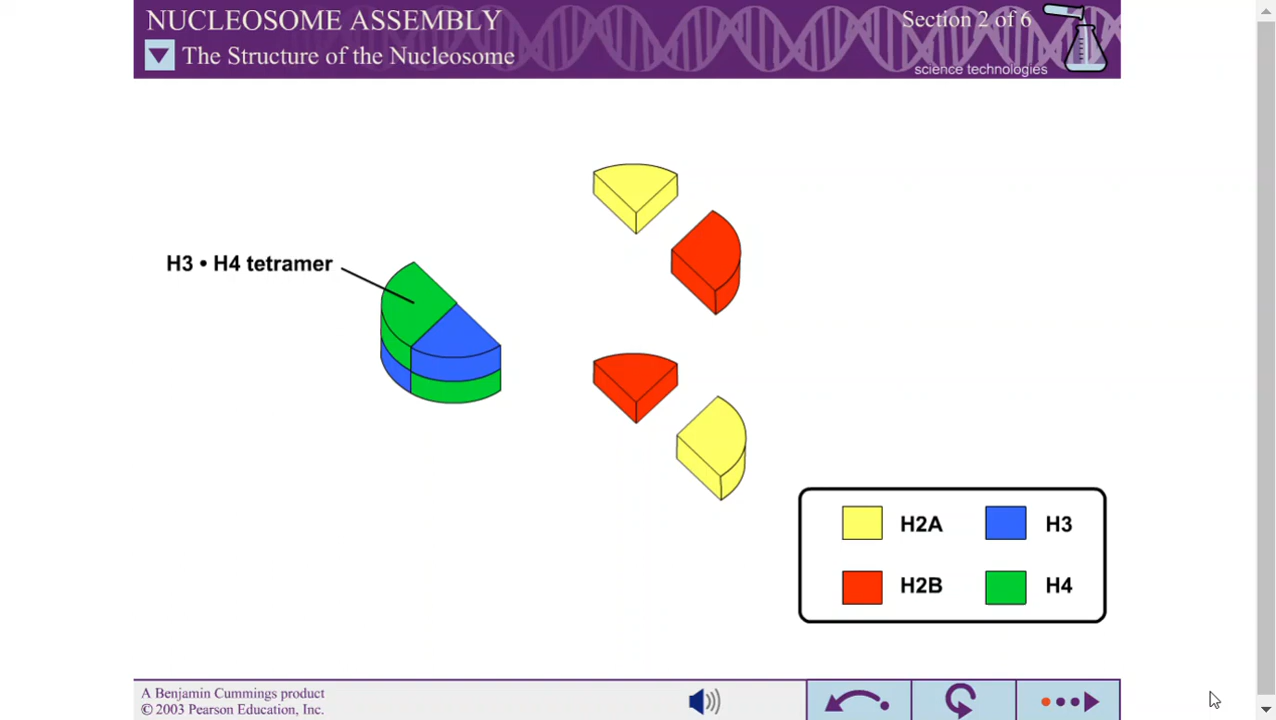 NUCLEOSOME ASSEMBLY
Section 2 of 6
The Structure of the Nucleosome
science technologies
H3 • H4 tetramer
H2A
H3
H2B
H4
A Benjamin Cummings product
© 2003 Pearson Education, Inc.